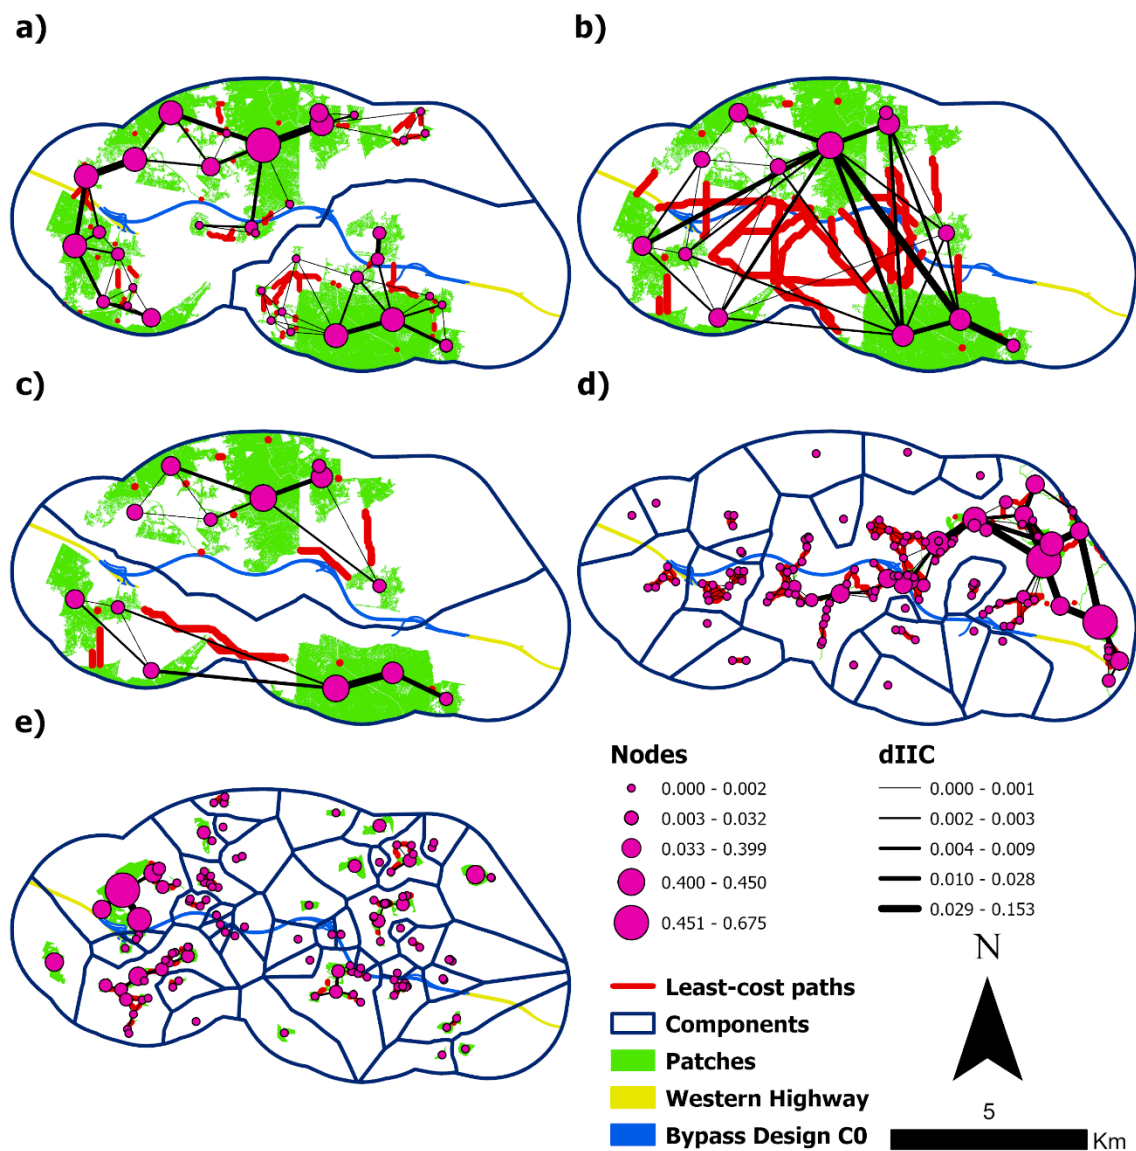 a)
b)
c)
d)
e)
Nodes
0.000 - 0.002
0.003 - 0.032
0.033 - 0.399
0.400 - 0.450
0.451 - 0.675
dIIC
0.000 - 0.001
0.002 - 0.003
0.004 - 0.009
0.010 - 0.028
0.029 - 0.153
Least-cost paths
Components
Patches
Western Highway
Bypass Design C0
N
5
Km